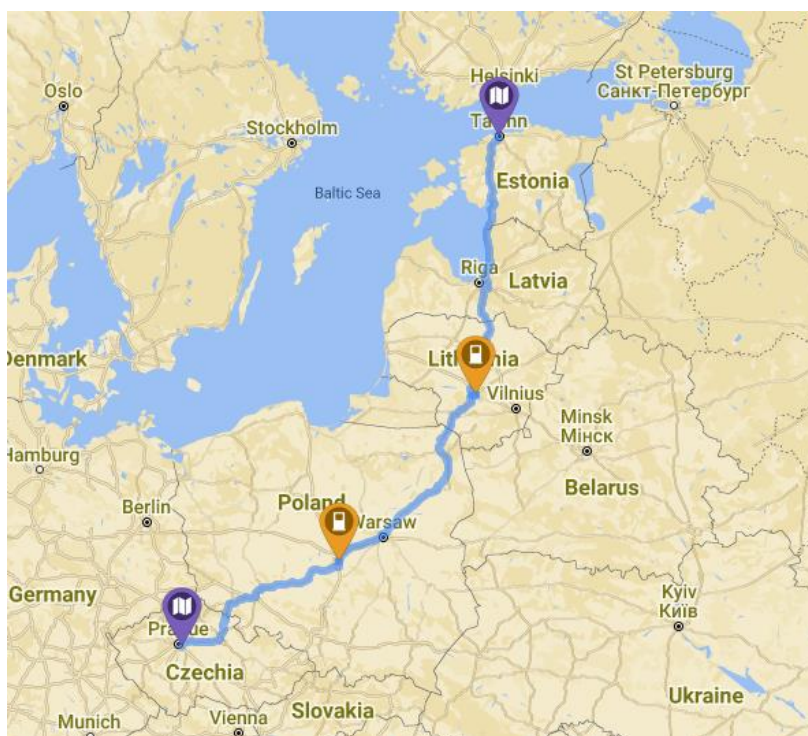 Helsinki
St Petersburg
Санкт-Петербург
Oslo
Stockholm
Estonia
Baltic Sea
Riga
Latvia
Denmark
Vilnius
Minsk
МІНСК
Hamburg
Belarus
Berlin
Poland
Warsaw
Germany
Kyiv
Київ
Czechia
Ukraine
Slovakia
Munich
Vienna